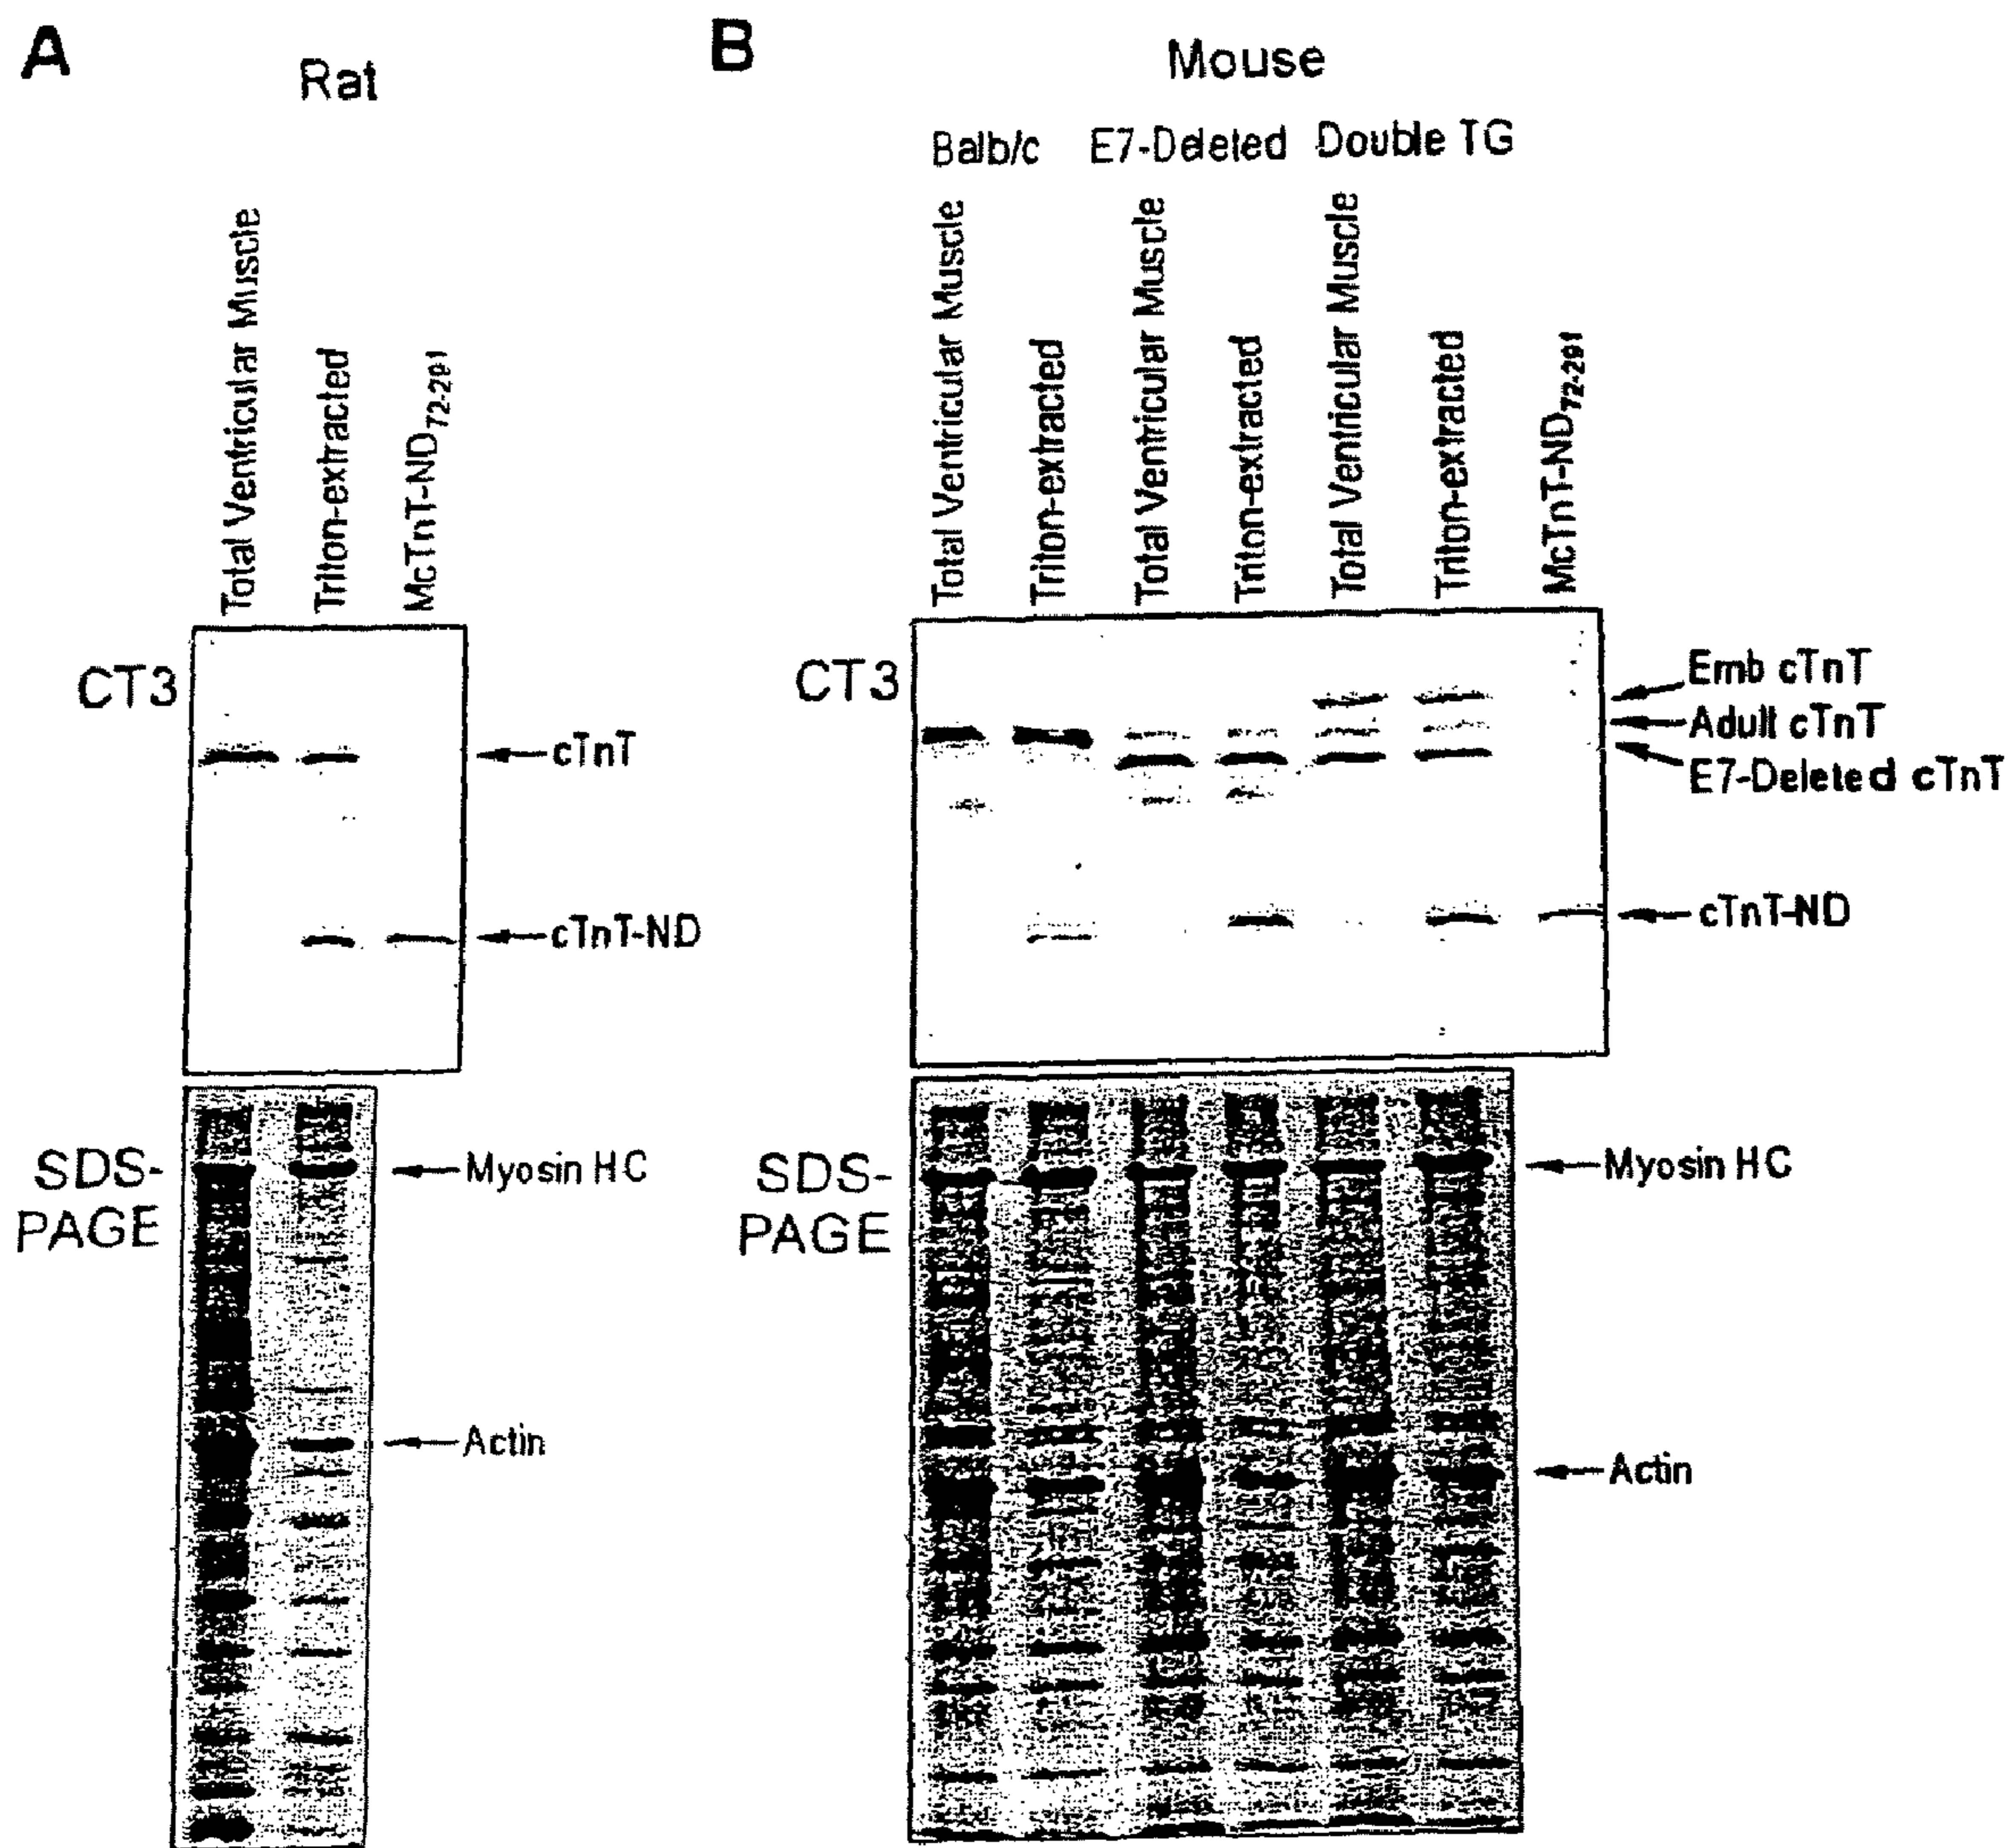 A
Rat
Total Ventricular Muscle
Triton-extracted
McTnT-ND72-291
CT3
cTnT
cTnT-ND
SDS-
PAGE
Myosin HC
Actin
B
Mouse
Balb/c E7-Deleted Double TG
Total Ventricular Muscle
Triton-extracted
Total Ventricular Muscle
Triton-extracted
Total Ventricular Muscle
Triton-extracted
McTnT-ND72-291
CT3
Emb cTnT
Adult cTnT
E7-Deleted cTnT
cTnT-ND
SDS-
PAGE
Myosin HC
Actin